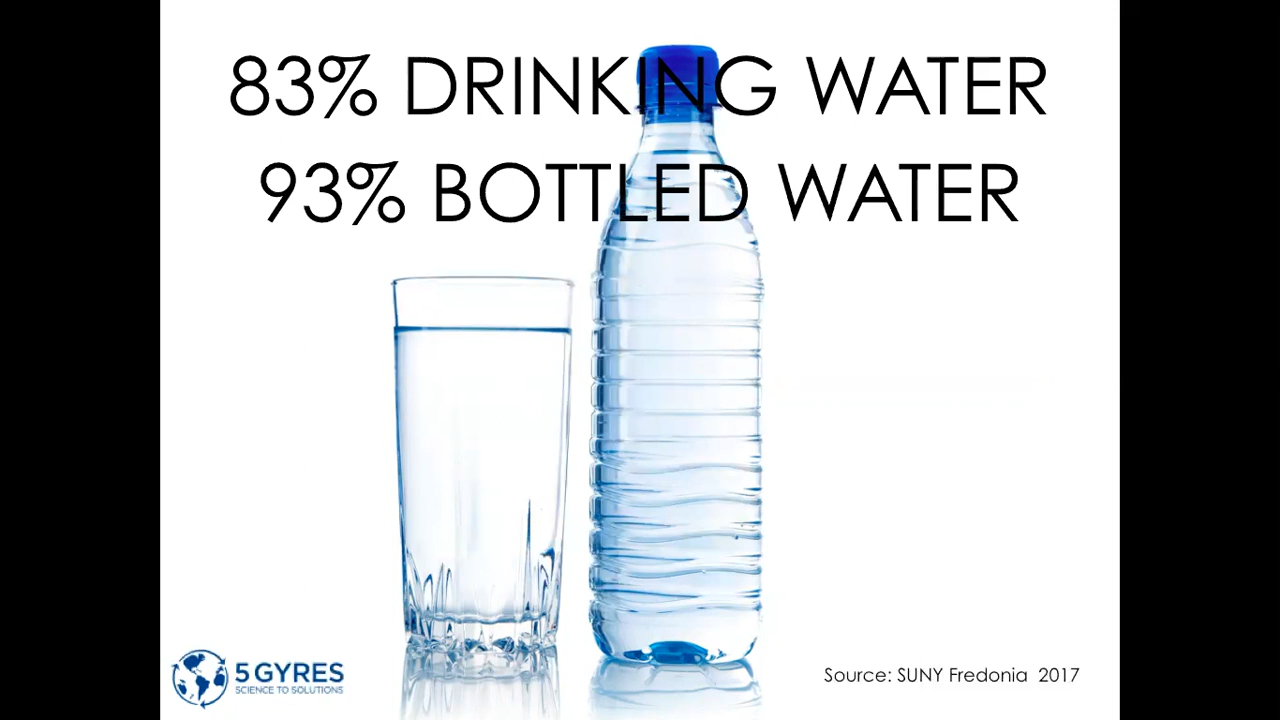 83% DRINKING WATER
93% BOTTLED WATER
5 GYRES
SCIENCE TO SOLUTIONS
Source: SUNY Fredonia 2017